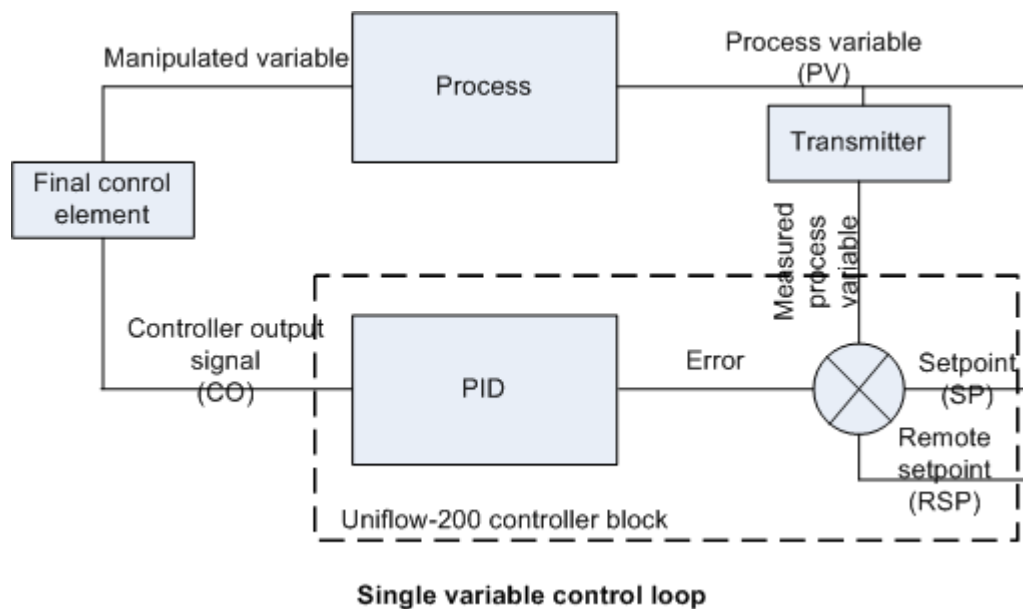 Manipulated variable
Process
Process variable
(PV)
Transmitter
Final conrol
element
Measured
process
variable
Controller output
signal
(CO)
PID
Error
Setpoint
(SP)
Remote
setpoint
(RSP)
Uniflow-200 controller block
Single variable control loop